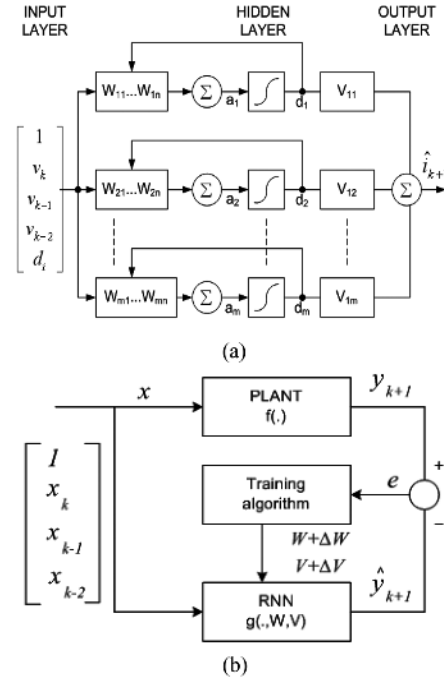 INPUT LAYER
HIDDEN LAYER
OUTPUT LAYER
1
v_k
v_{k-1}
v_{k-2}
d_i
W11...W1n
Σ
a1
d1
V11
W21...W2n
Σ
a2
d2
V12
Σ
î_{k+
Wm1...Wmn
Σ
am
dm
V1m
(a)
x
PLANT
f(.)
y_{k+1}
1
x_k
x_{k-1}
x_{k-2}
Training
algorithm
e
+
−
W+ΔW
V+ΔV
RNN
g(.,W,V)
ŷ_{k+1}
(b)